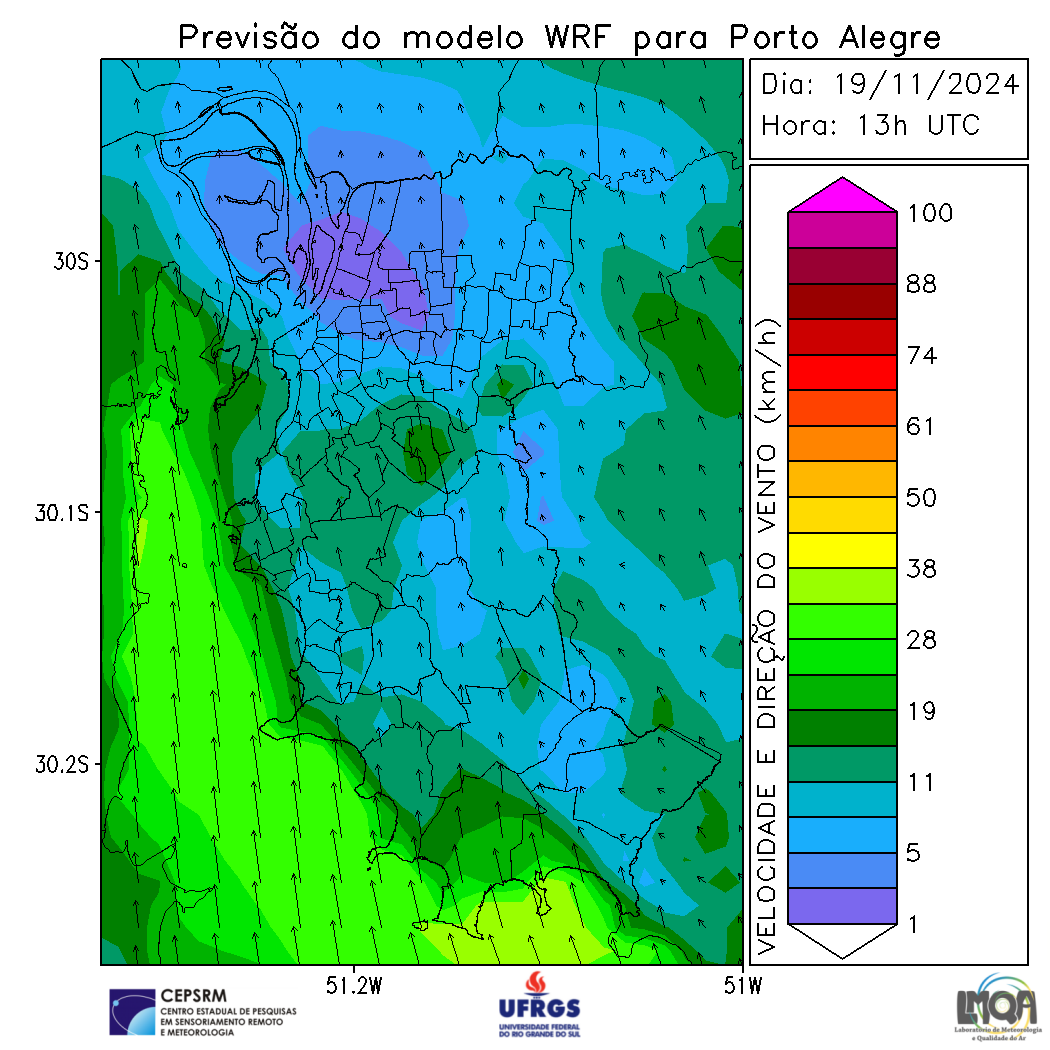 Previsão do modelo WRF para Porto Alegre
Dia: 19/11/2024
Hora: 13h UTC
30S
30.1S
30.2S
51.2W
51W
VELOCIDADE E DIREÇÃO DO VENTO (km/h)
100
88
74
61
50
38
28
19
11
5
1
CEPSRM
CENTRO ESTADUAL DE PESQUISAS
EM SENSORIAMENTO REMOTO
E METEOROLOGIA
UFRGS
UNIVERSIDADE FEDERAL
DO RIO GRANDE DO SUL
LMQA
Laboratório de Meteorologia
e Qualidade do Ar